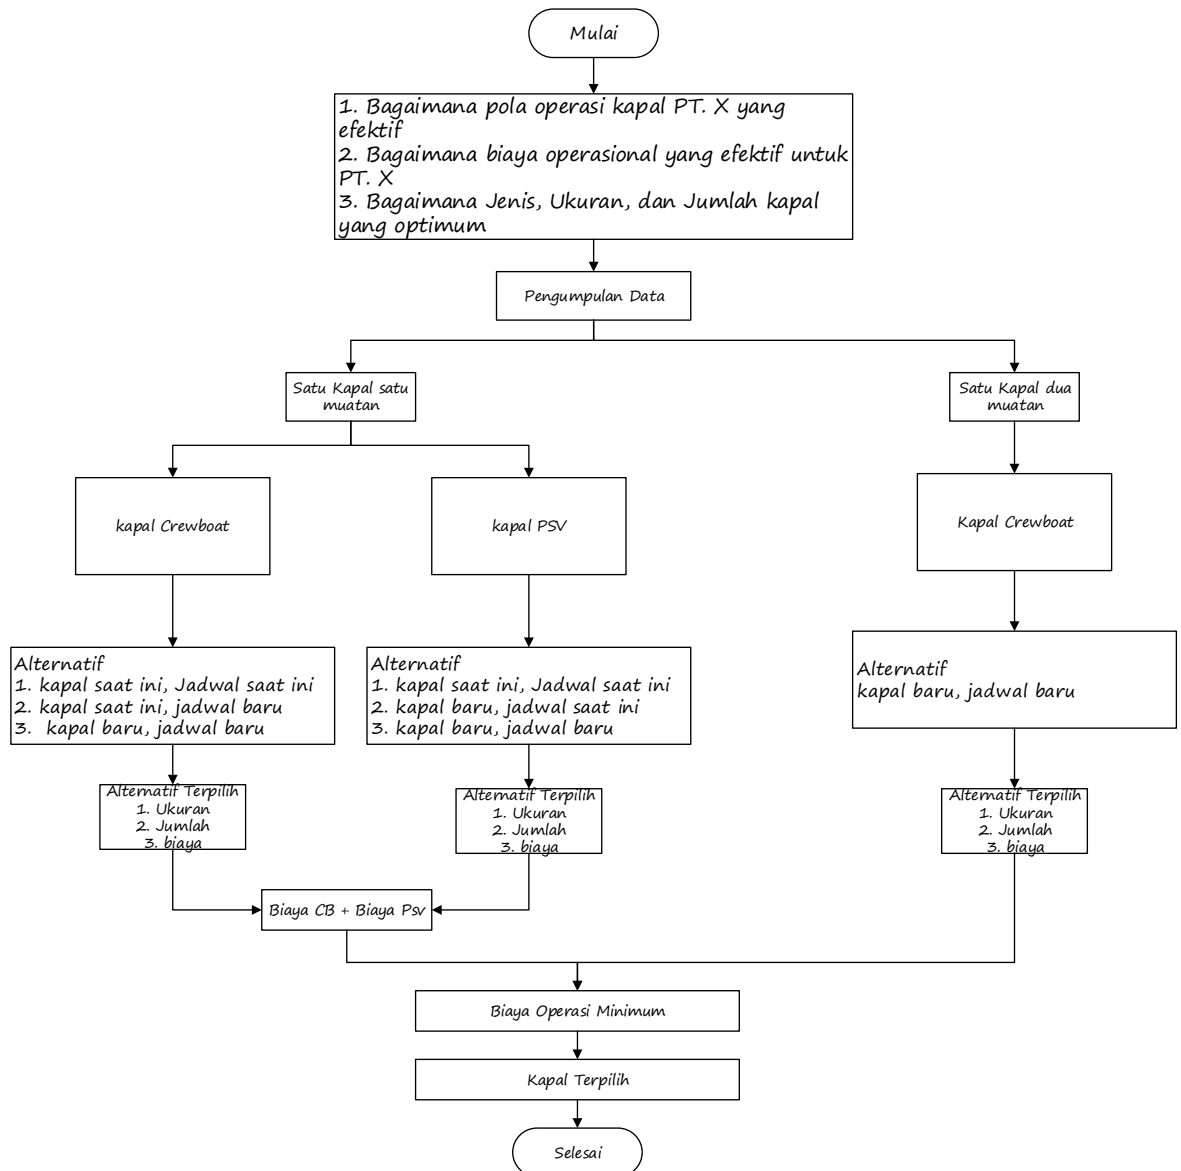 Mulai
1. Bagaimana pola operasi kapal PT. X yang
efektif
2. Bagaimana biaya operasional yang efektif untuk
PT. X
3. Bagaimana Jenis, Ukuran, dan Jumlah kapal
yang optimum
Pengumpulan Data
Satu Kapal satu
muatan
Satu Kapal dua
muatan
kapal Crewboat
kapal PSV
Kapal Crewboat
Alternatif
1. kapal saat ini, Jadwal saat ini
2. kapal saat ini, jadwal baru
3. kapal baru, jadwal baru
Alternatif
1. kapal saat ini, Jadwal saat ini
2. kapal baru, jadwal saat ini
3. kapal baru, jadwal baru
Alternatif
kapal baru, jadwal baru
Alternatif Terpilih
1. Ukuran
2. Jumlah
3. biaya
Alternatif Terpilih
1. Ukuran
2. Jumlah
3. biaya
Alternatif Terpilih
1. Ukuran
2. Jumlah
3. biaya
Biaya CB + Biaya Psv
Biaya Operasi Minimum
Kapal Terpilih
Selesai